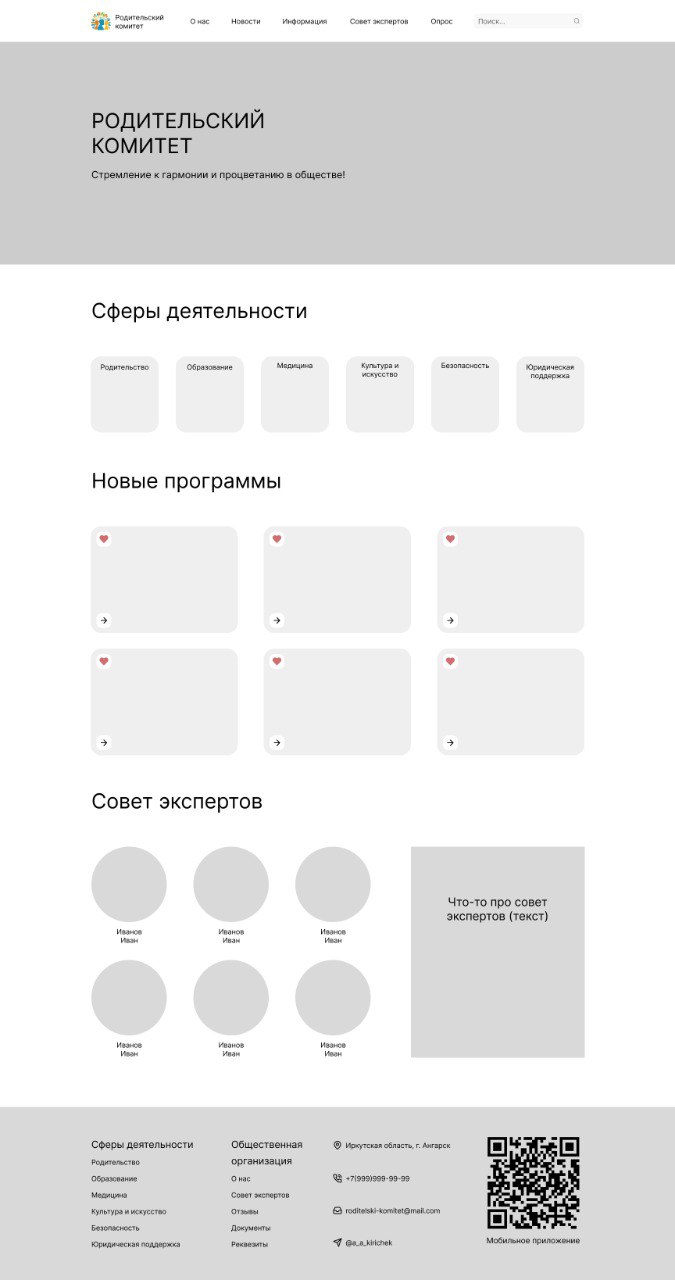 Родительский
комитет
О нас
Новости
Информация
Совет экспертов
Опрос
Поиск...
РОДИТЕЛЬСКИЙ
КОМИТЕТ
Стремление к гармонии и процветанию в обществе!
Сферы деятельности
Родительство
Образование
Медицина
Культура и
искусство
Безопасность
Юридическая
поддержка
Новые программы
Совет экспертов
Иванов
Иван
Иванов
Иван
Иванов
Иван
Что-то про совет
экспертов (текст)
Иванов
Иван
Иванов
Иван
Иванов
Иван
Сферы деятельности
Родительство
Образование
Медицина
Культура и искусство
Безопасность
Юридическая поддержка
Общественная
организация
О нас
Совет экспертов
Отзывы
Документы
Реквизиты
Иркутская область, г. Ангарск
+7(999)999-99-99
roditelski-komitet@mail.com
@a_a_kirichek
Мобильное приложение